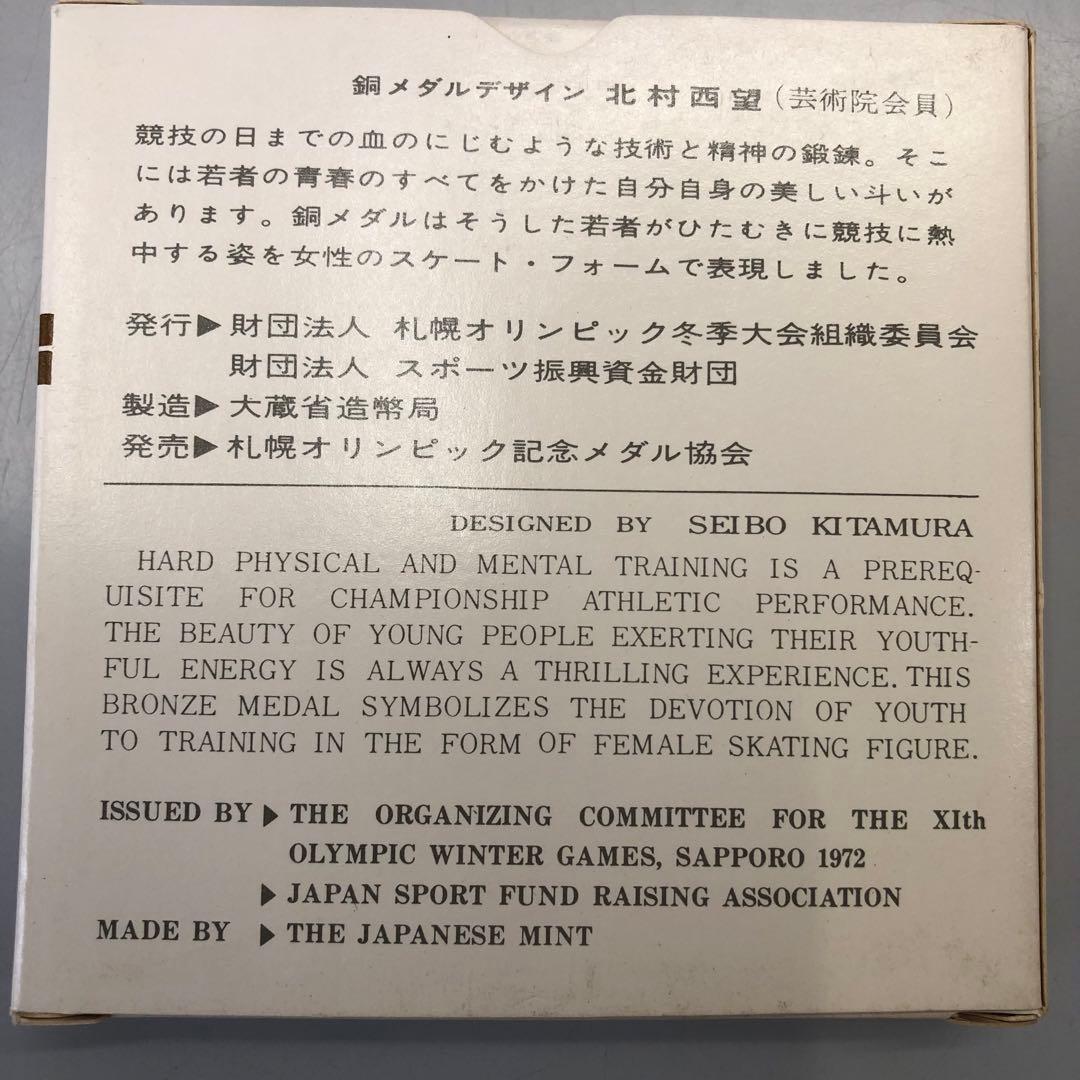 銅メダルデザイン 北村西望(芸術院会員)
競技の日までの血のにじむような技術と精神の鍛錬。そこ
には若者の青春のすべてをかけた自分自身の美しい斗いが
あります。銅メダルはそうした若者がひたむきに競技に熱
中する姿を女性のスケート・フォームで表現しました。
発行▶財団法人 札幌オリンピック冬季大会組織委員会
財団法人 スポーツ振興資金財団
製造▶大蔵省造幣局
発売▶札幌オリンピック記念メダル協会
DESIGNED BY SEIBO KITAMURA
HARD PHYSICAL AND MENTAL TRAINING IS A PREREQ-
UISITE FOR CHAMPIONSHIP ATHLETIC PERFORMANCE.
THE BEAUTY OF YOUNG PEOPLE EXERTING THEIR YOUTH-
FUL ENERGY IS ALWAYS A THRILLING EXPERIENCE. THIS
BRONZE MEDAL SYMBOLIZES THE DEVOTION OF YOUTH
TO TRAINING IN THE FORM OF FEMALE SKATING FIGURE.
ISSUED BY ▶ THE ORGANIZING COMMITTEE FOR THE XIth
OLYMPIC WINTER GAMES, SAPPORO 1972
▶ JAPAN SPORT FUND RAISING ASSOCIATION
MADE BY ▶ THE JAPANESE MINT